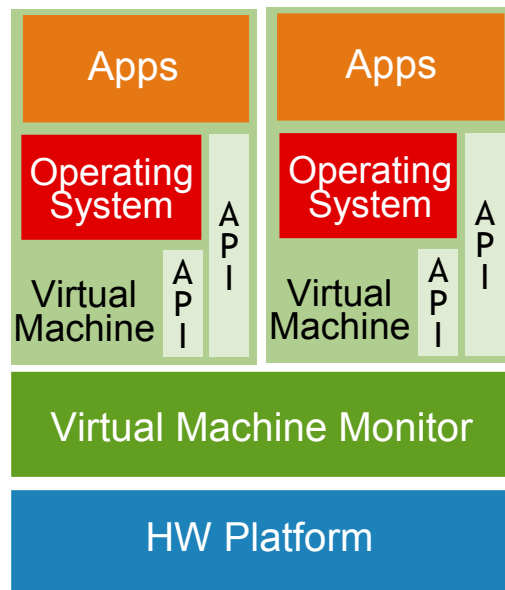 Apps
Operating
System
A
P
I
Virtual
Machine
A
P
I
Apps
Operating
System
A
P
I
Virtual
Machine
A
P
I
Virtual Machine Monitor
HW Platform